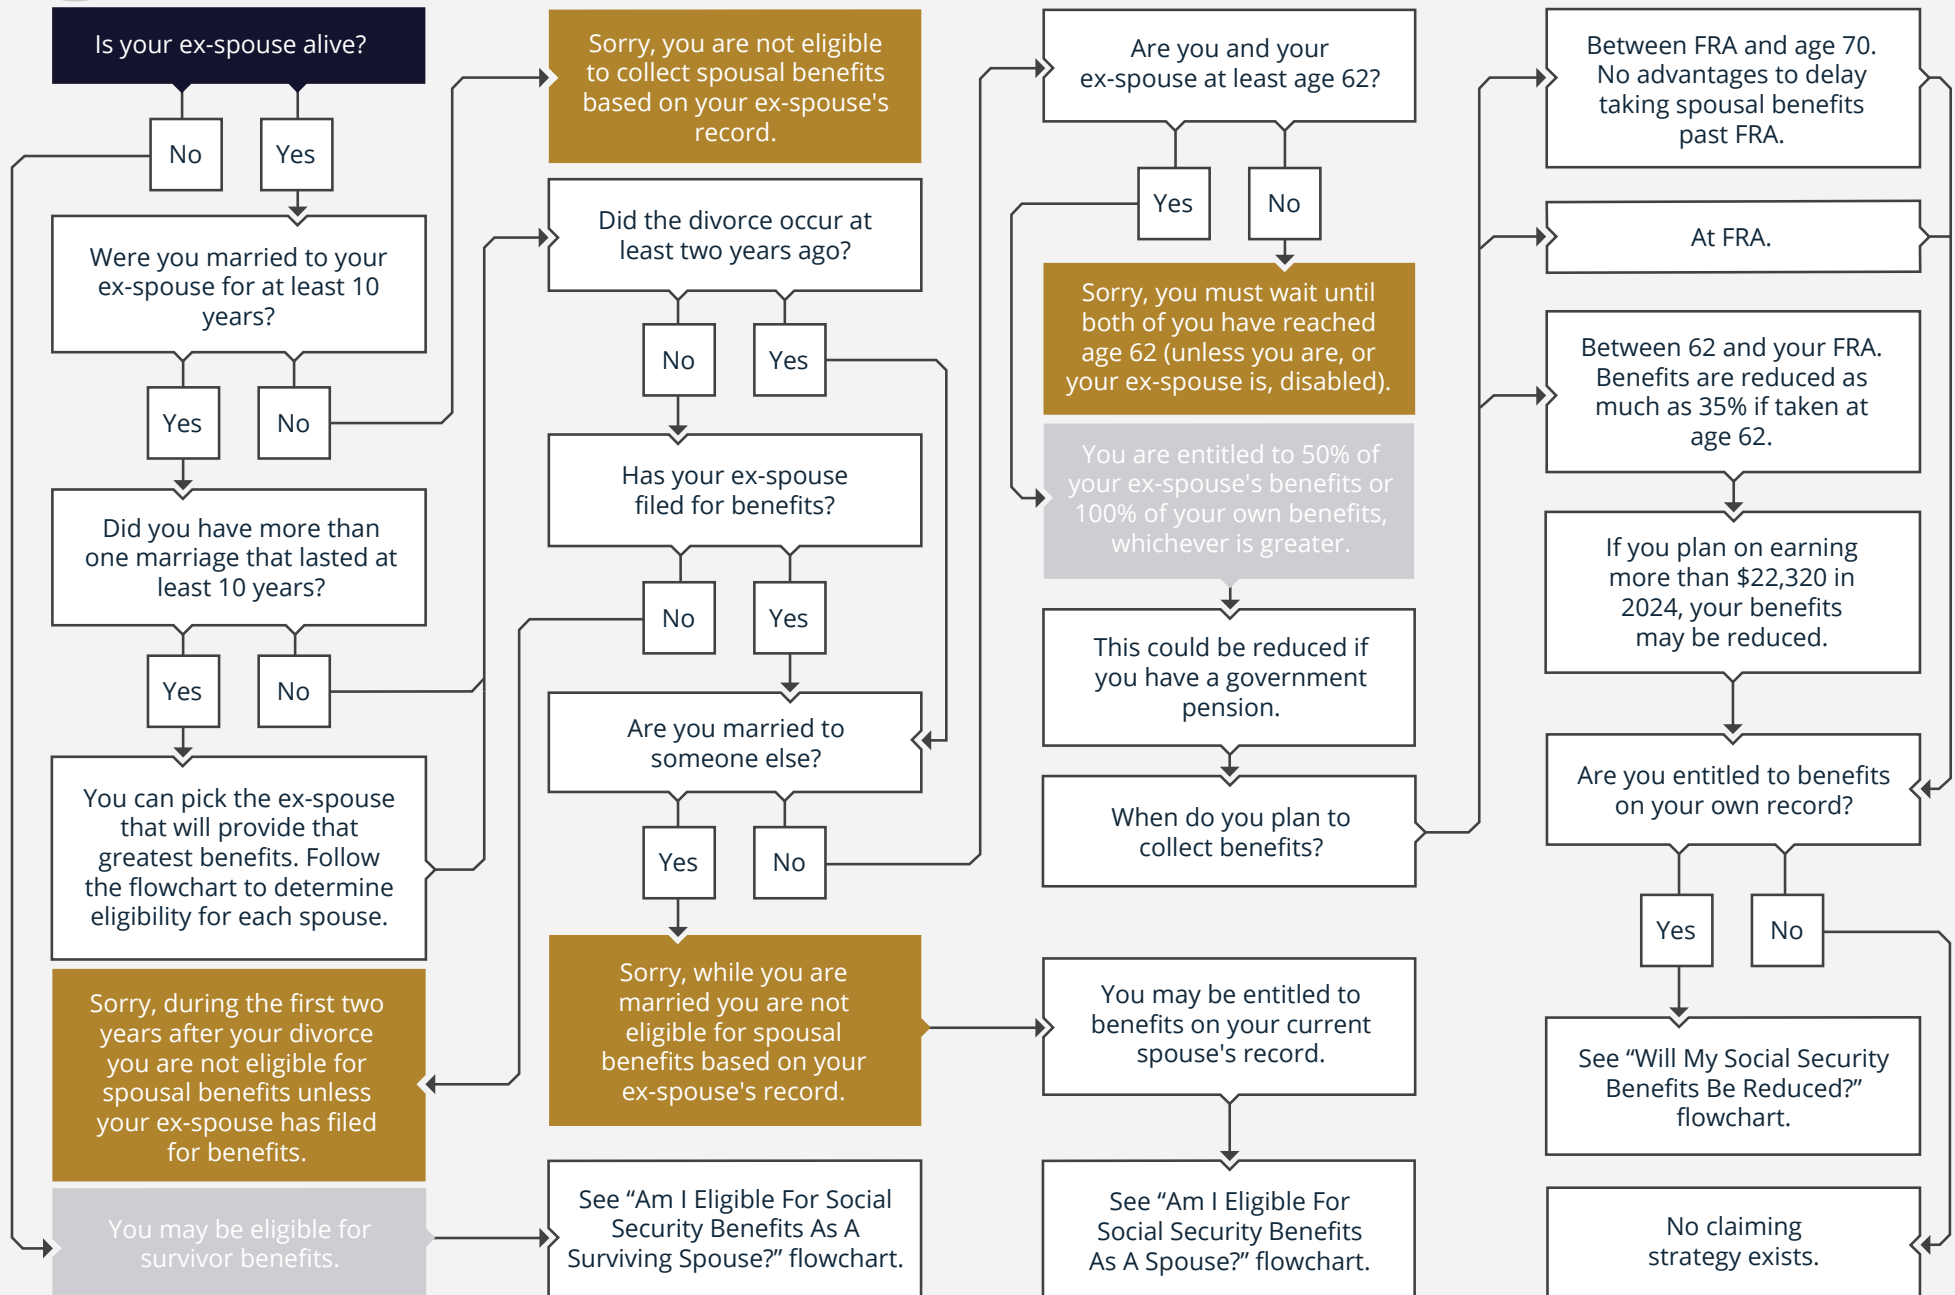 Is your ex-spouse alive?
No
Yes
Were you married to your
ex-spouse for at least 10
years?
Yes
No
Did you have more than
one marriage that lasted at
least 10 years?
Yes
No
You can pick the ex-spouse
that will provide that
greatest benefits. Follow
the flowchart to determine
eligibility for each spouse.
Sorry, during the first two
years after your divorce
you are not eligible for
spousal benefits unless
your ex-spouse has filed
for benefits.
You may be eligible for
survivor benefits.
Sorry, you are not eligible
to collect spousal benefits
based on your ex-spouse's
record.
Did the divorce occur at
least two years ago?
No
Yes
Has your ex-spouse
filed for benefits?
No
Yes
Are you married to
someone else?
Yes
No
Sorry, while you are
married you are not
eligible for spousal
benefits based on your
ex-spouse's record.
See “Am I Eligible For Social
Security Benefits As A
Surviving Spouse?” flowchart.
Are you and your
ex-spouse at least age 62?
Yes
No
Sorry, you must wait until
both of you have reached
age 62 (unless you are, or
your ex-spouse is, disabled).
You are entitled to 50% of
your ex-spouse's benefits or
100% of your own benefits,
whichever is greater.
This could be reduced if
you have a government
pension.
When do you plan to
collect benefits?
You may be entitled to
benefits on your current
spouse's record.
See “Am I Eligible For
Social Security Benefits
As A Spouse?” flowchart.
Between FRA and age 70.
No advantages to delay
taking spousal benefits
past FRA.
At FRA.
Between 62 and your FRA.
Benefits are reduced as
much as 35% if taken at
age 62.
If you plan on earning
more than $22,320 in
2024, your benefits
may be reduced.
Are you entitled to benefits
on your own record?
Yes
No
See “Will My Social Security
Benefits Be Reduced?”
flowchart.
No claiming
strategy exists.